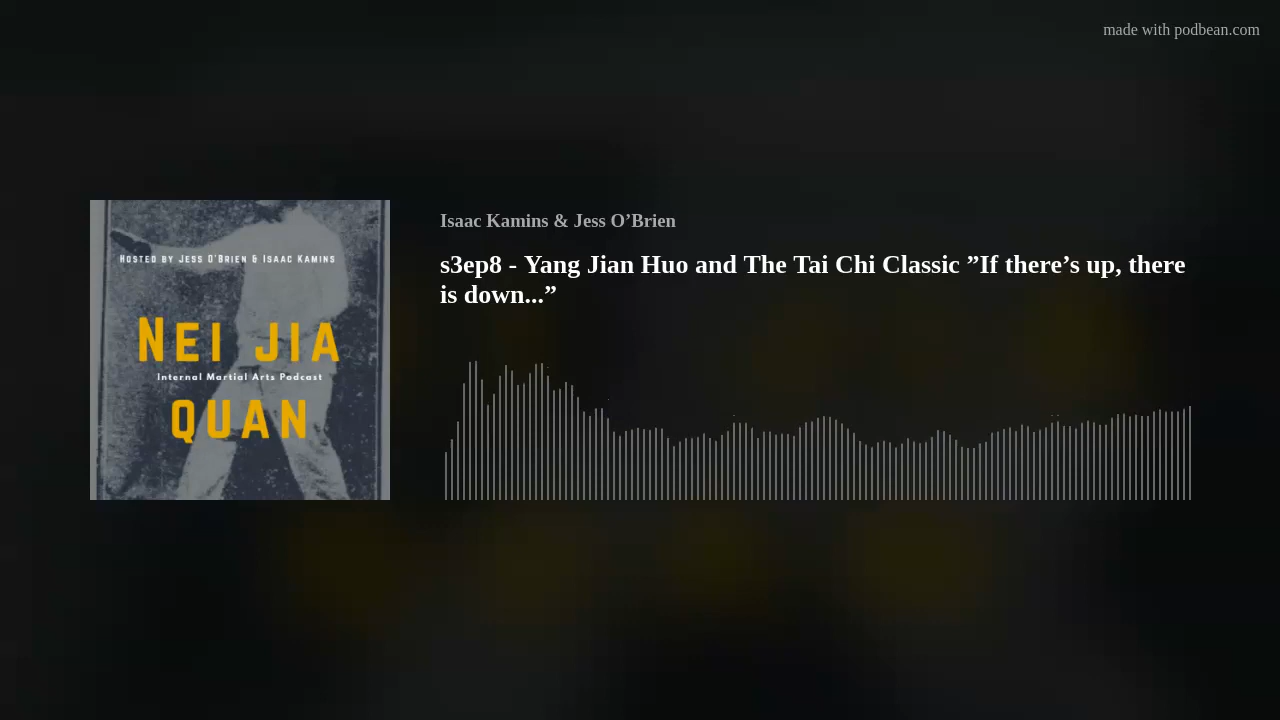 made with podbean.com
Isaac Kamins & Jess O’Brien
s3ep8 - Yang Jian Huo and The Tai Chi Classic ”If there’s up, there
is down...”
Hosted by Jess O'Brien & Isaac Kamins
Nei Jia
Internal Martial Arts Podcast
Quan